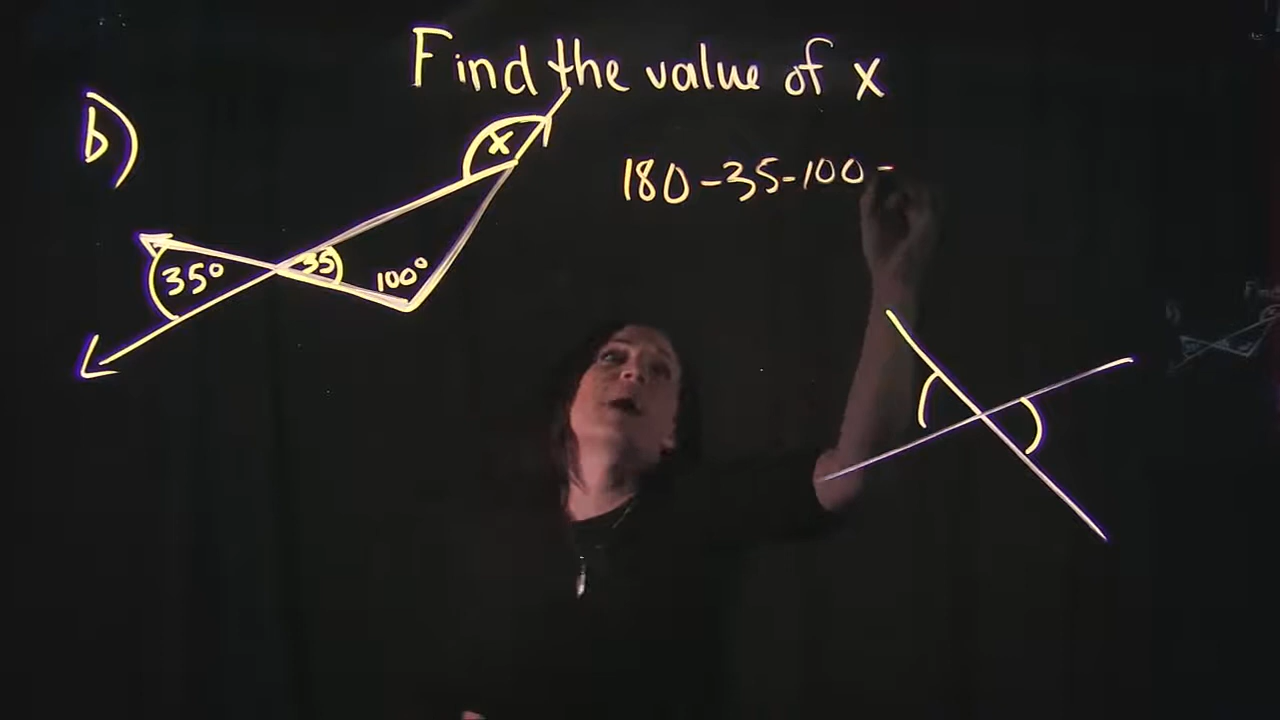 Find the value of x
b)
x
180-35-100=
35°
35
100°